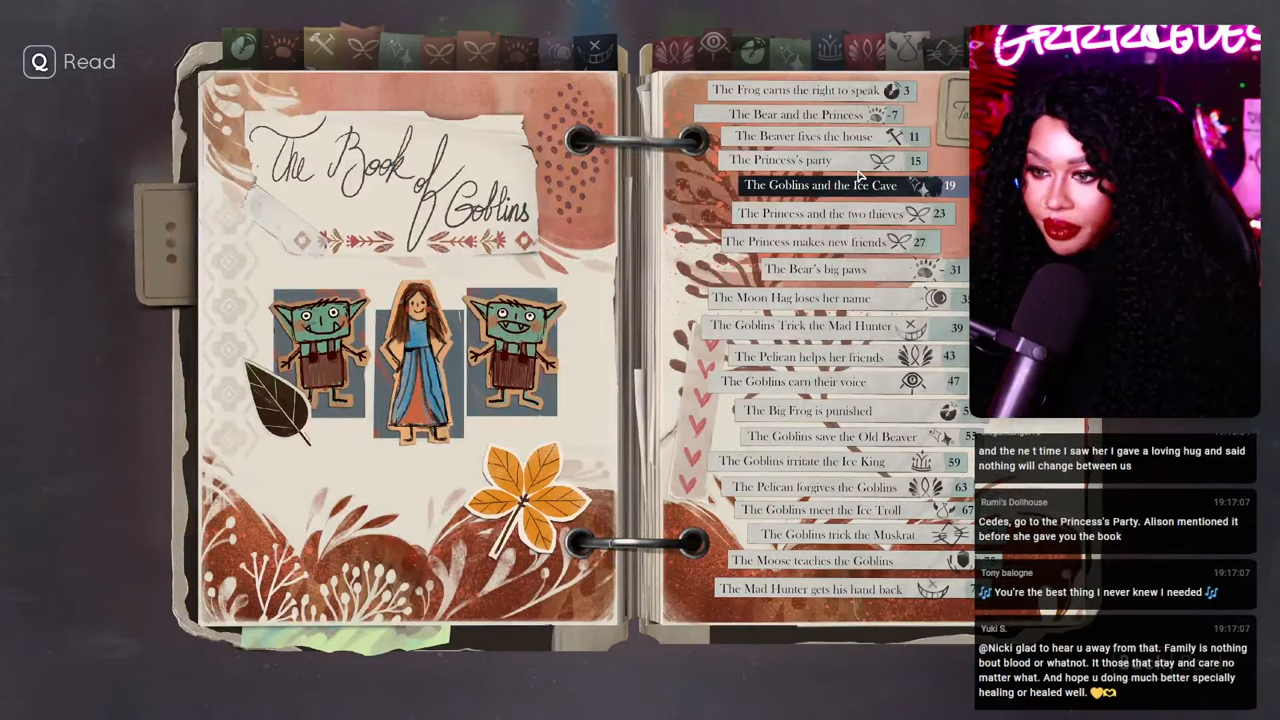 Q Read
The Book
of
Goblins
The Frog earns the right to speak 3
The Bear and the Princess -7
The Beaver fixes the house 11
The Princess's party 15
The Goblins and the Ice Cave 19
The Princess and the two thieves 23
The Princess makes new friends 27
The Bear's big paws - 31
The Moon Hag loses her name
The Goblins Trick the Mad Hunter 39
The Pelican helps her friends 43
The Goblins earn their voice 47
The Big Frog is punished
The Goblins save the Old Beaver
The Goblins irritate the Ice King 59
The Pelican forgives the Goblins 63
The Goblins meet the Ice Troll 67
The Goblins trick the Muskrat
The Moose teaches the Goblins
The Mad Hunter gets his hand back
and the ne t time I saw her I gave a loving hug and said
nothing will change between us
Rumi's Dollhouse 19:17:07
Cedes, go to the Princess's Party. Alison mentioned it
before she gave you the book
Tony balogne 19:17:07
🎶 You're the best thing I never knew I needed 🎶
Yuki S. 19:17:07
@Nicki glad to hear u away from that. Family is nothing
bout blood or whatnot. It those that stay and care no
matter what. And hope u doing much better specially
healing or healed well. 💛🫶